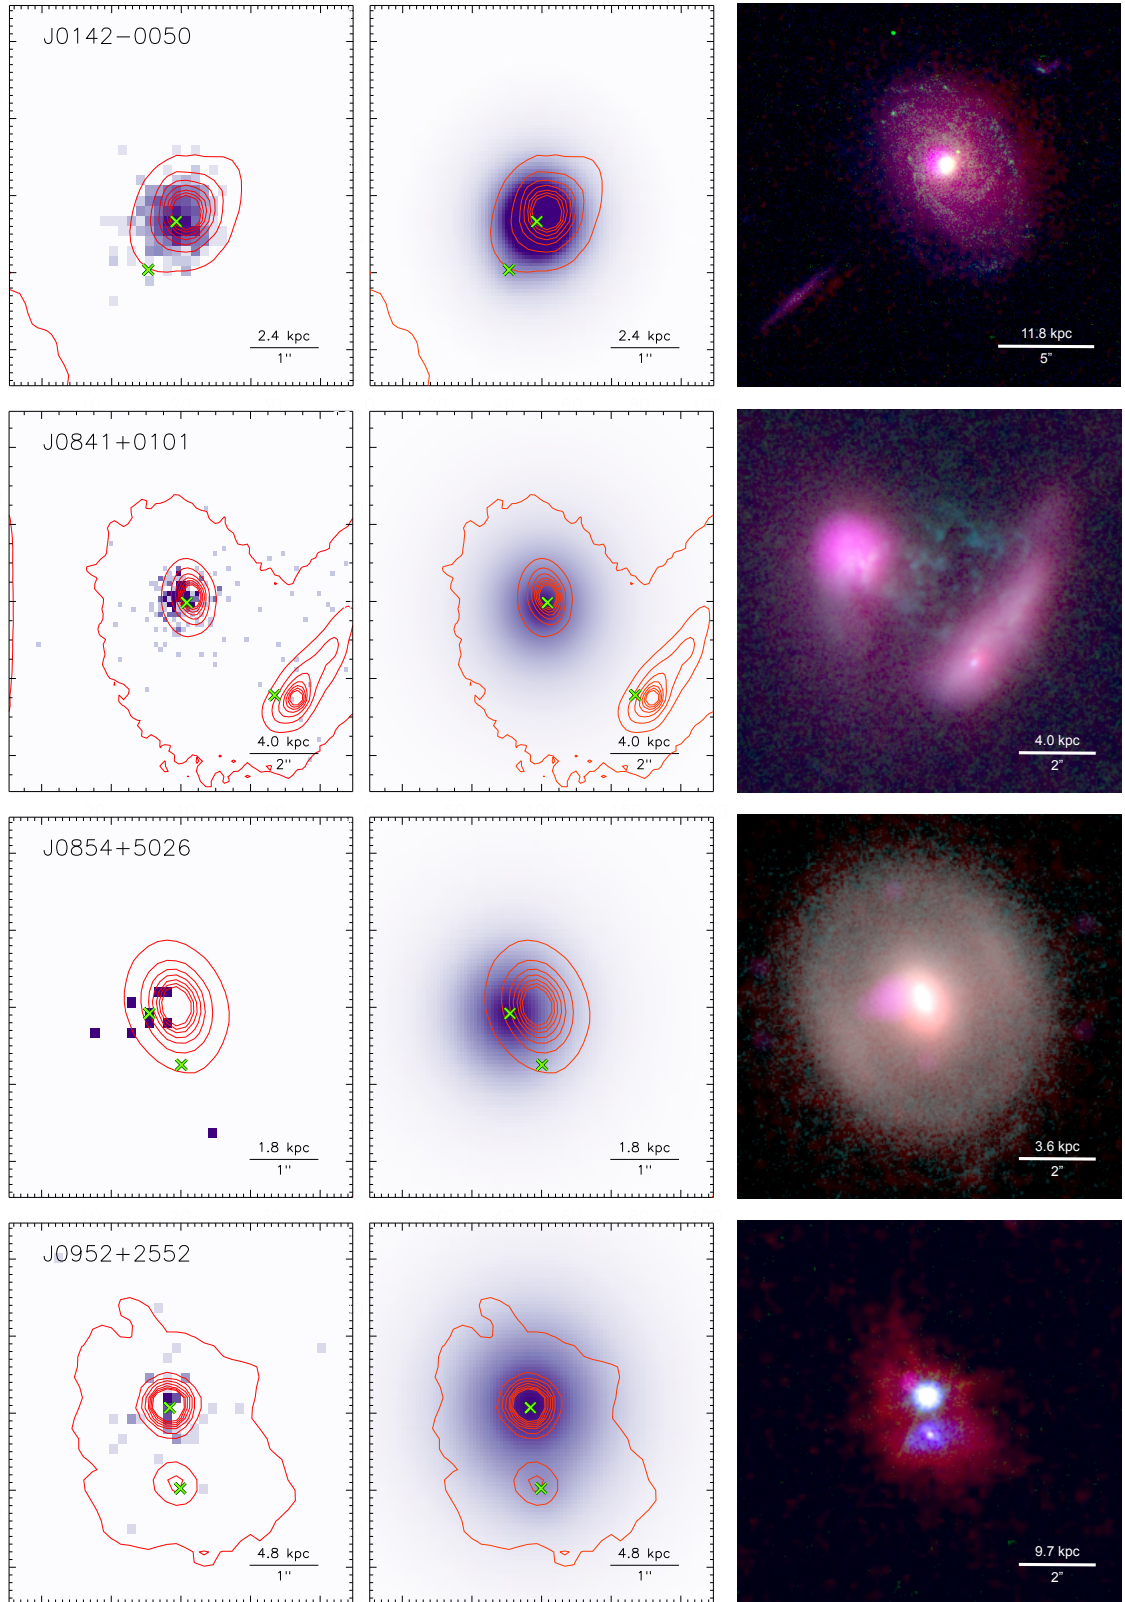 J0142−0050
2.4 kpc
1''
2.4 kpc
1''
11.8 kpc
5”
J0841+0101
4.0 kpc
2''
4.0 kpc
2''
4.0 kpc
2”
J0854+5026
1.8 kpc
1''
1.8 kpc
1''
3.6 kpc
2”
J0952+2552
4.8 kpc
1''
4.8 kpc
1''
9.7 kpc
2”